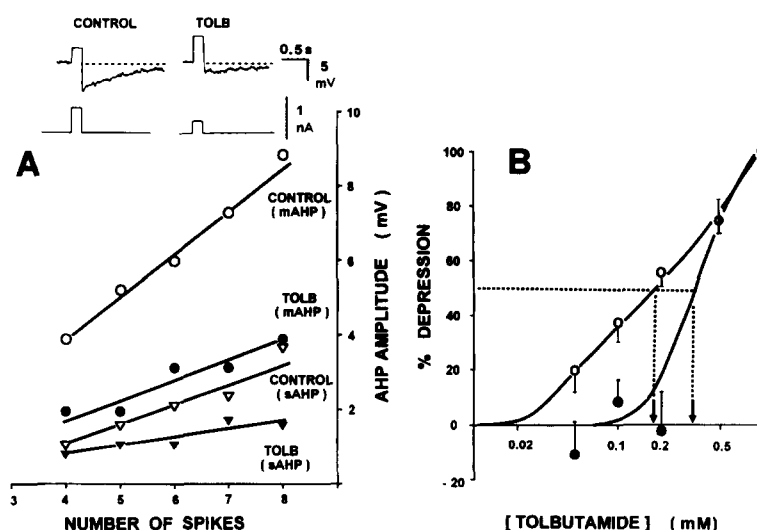 CONTROL
TOLB
0.5s
5
mV
1
nA
A
CONTROL
(mAHP)
TOLB
(mAHP)
CONTROL
(sAHP)
TOLB
(sAHP)
10
8
6
4
2
AHP AMPLITUDE (mV)
3 4 5 6 7 8
NUMBER OF SPIKES
B
% DEPRESSION
100
80
60
40
20
0
-20
0.02 0.1 0.2 0.5
[TOLBUTAMIDE] (mM)